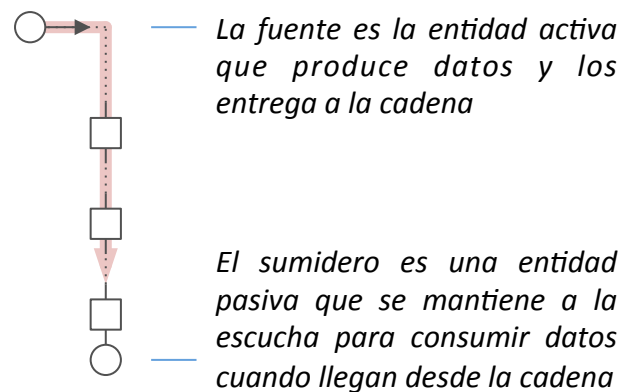 La fuente es la entidad activa
que produce datos y los
entrega a la cadena
El sumidero es una entidad
pasiva que se mantiene a la
escucha para consumir datos
cuando llegan desde la cadena